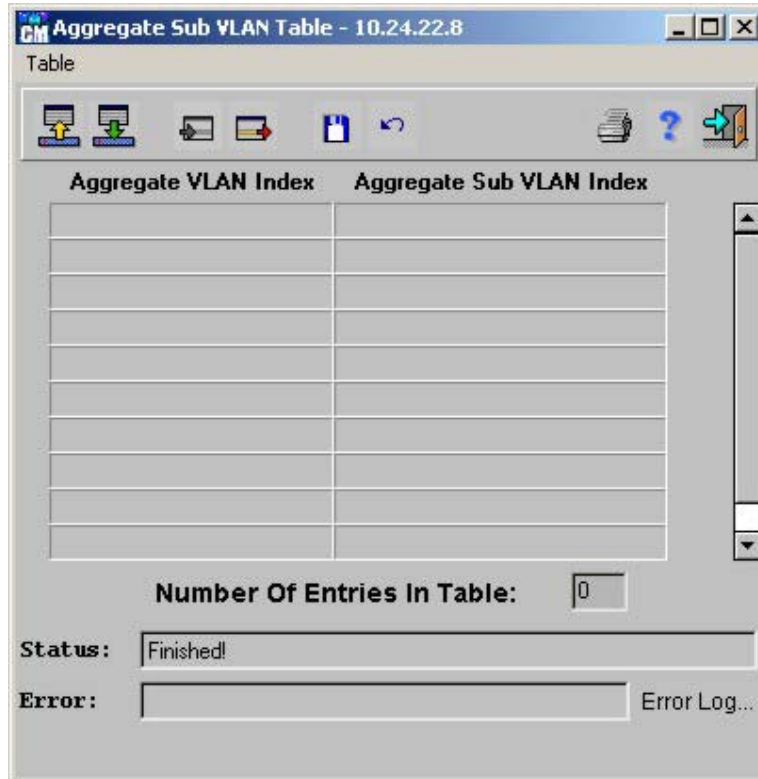 CM Aggregate Sub VLAN Table - 10.24.22.8
Table
Aggregate VLAN Index Aggregate Sub VLAN Index
Number Of Entries In Table: 0
Status: Finished!
Error: Error Log...